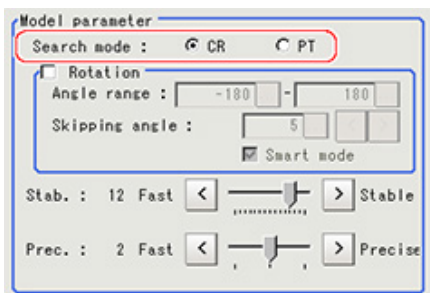 Model parameter
Search mode : CR PT
Rotation
Angle range : -180 - 180
Skipping angle : 5 < >
Smart mode
Stab. : 12 Fast < > Stable
Prec. : 2 Fast < > Precise